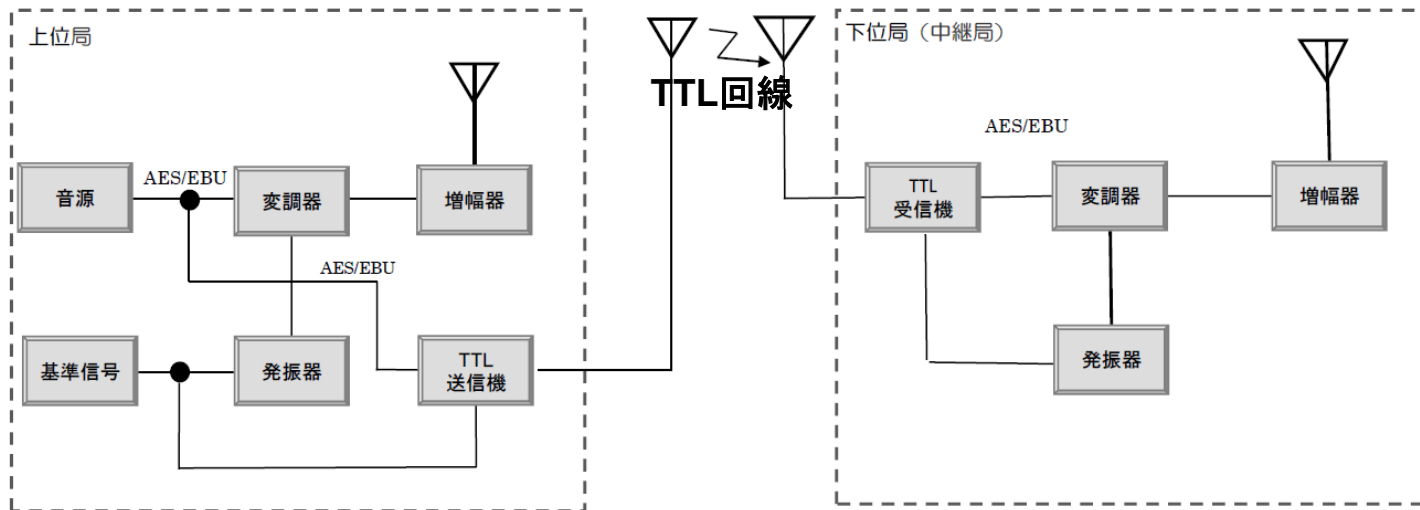 上位局
音源
AES/EBU
変調器
増幅器
AES/EBU
基準信号
発振器
TTL
送信機
TTL回線
下位局（中継局）
AES/EBU
TTL
受信機
変調器
増幅器
発振器